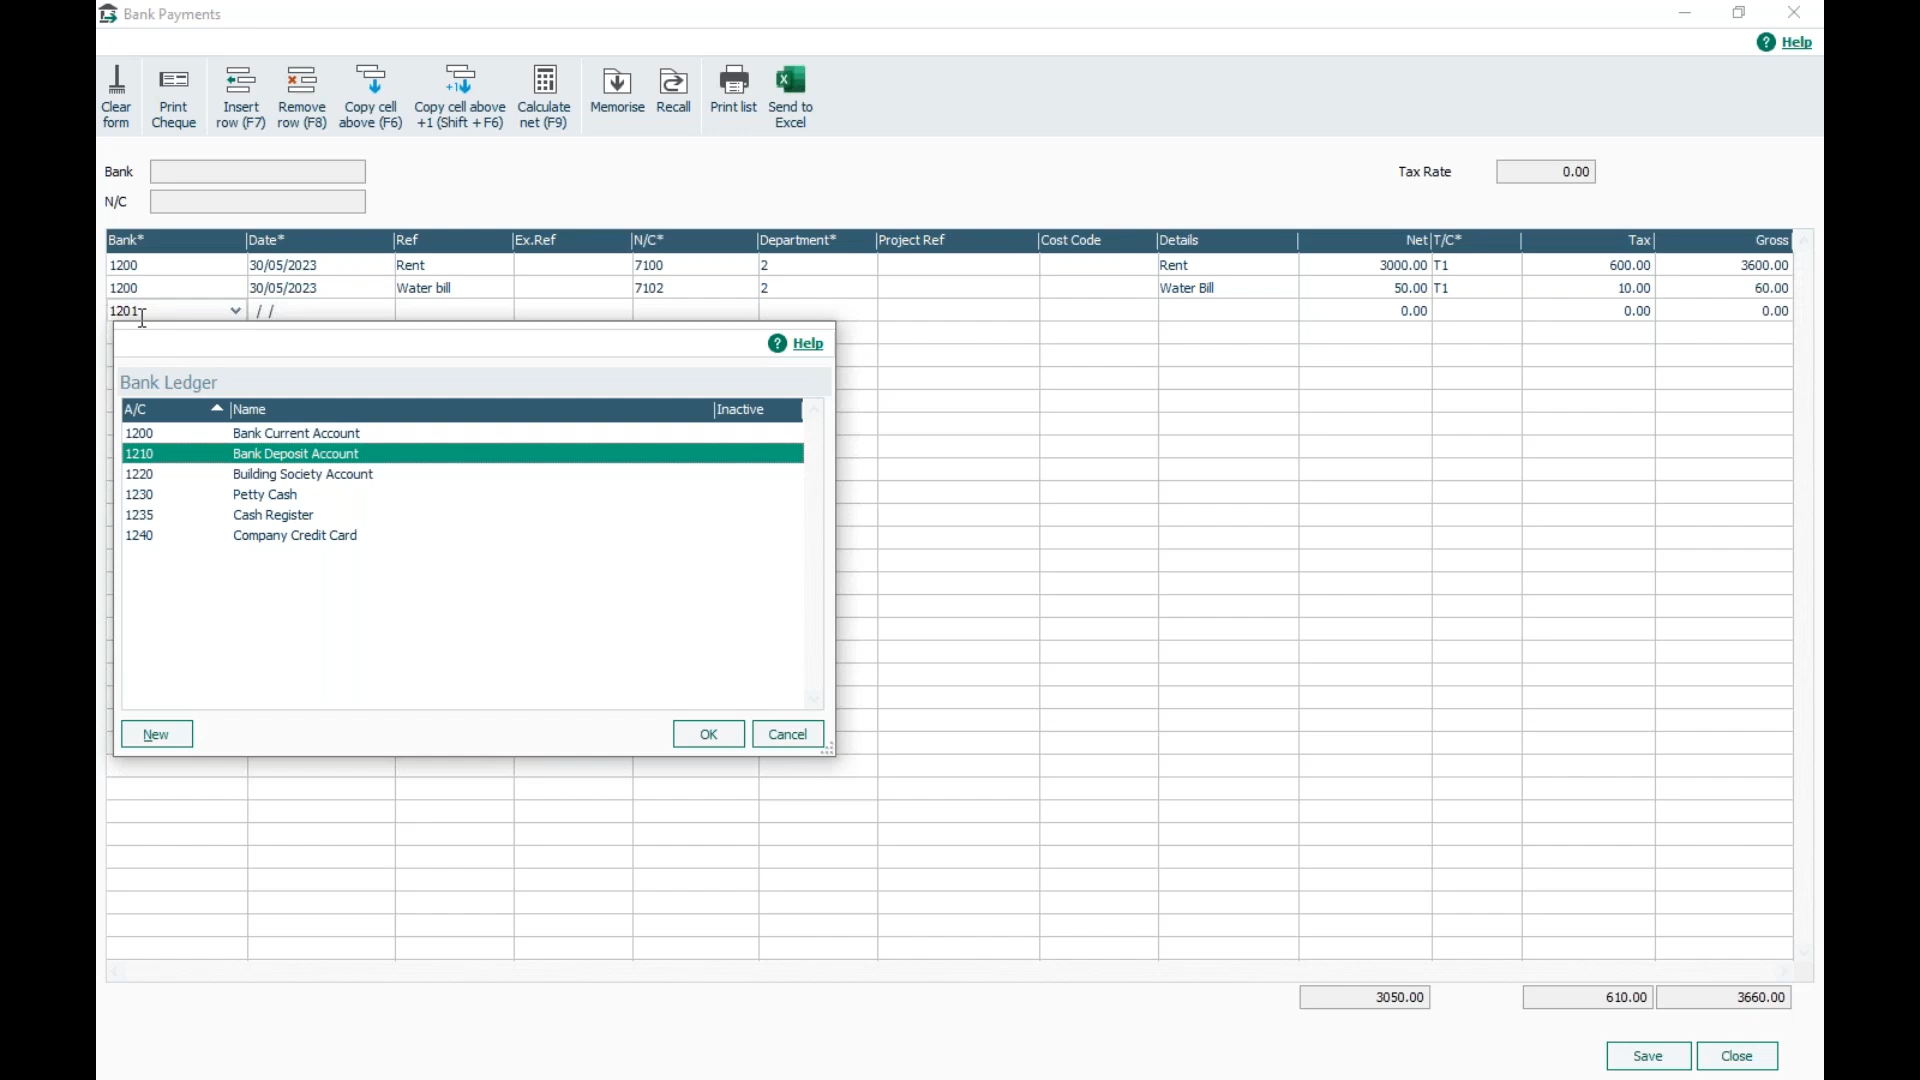 Bank Payments
Help
Clear form
Print Cheque
Insert row (F7)
Remove row (F8)
Copy cell above (F6)
Copy cell above +1 (Shift + F6)
Calculate net (F9)
Memorise
Recall
Print list
Send to Excel
Bank
Tax Rate 0.00
N/C
Bank* Date* Ref Ex.Ref N/C* Department* Project Ref Cost Code Details Net T/C* Tax Gross
1200 30/05/2023 Rent 7100 2 Rent 3000.00 T1 600.00 3600.00
1200 30/05/2023 Water bill 7102 2 Water Bill 50.00 T1 10.00 60.00
1201 / / 0.00 0.00 0.00
Help
Bank Ledger
A/C Name Inactive
1200 Bank Current Account
1210 Bank Deposit Account
1220 Building Society Account
1230 Petty Cash
1235 Cash Register
1240 Company Credit Card
New OK Cancel
3050.00 610.00 3660.00
Save Close